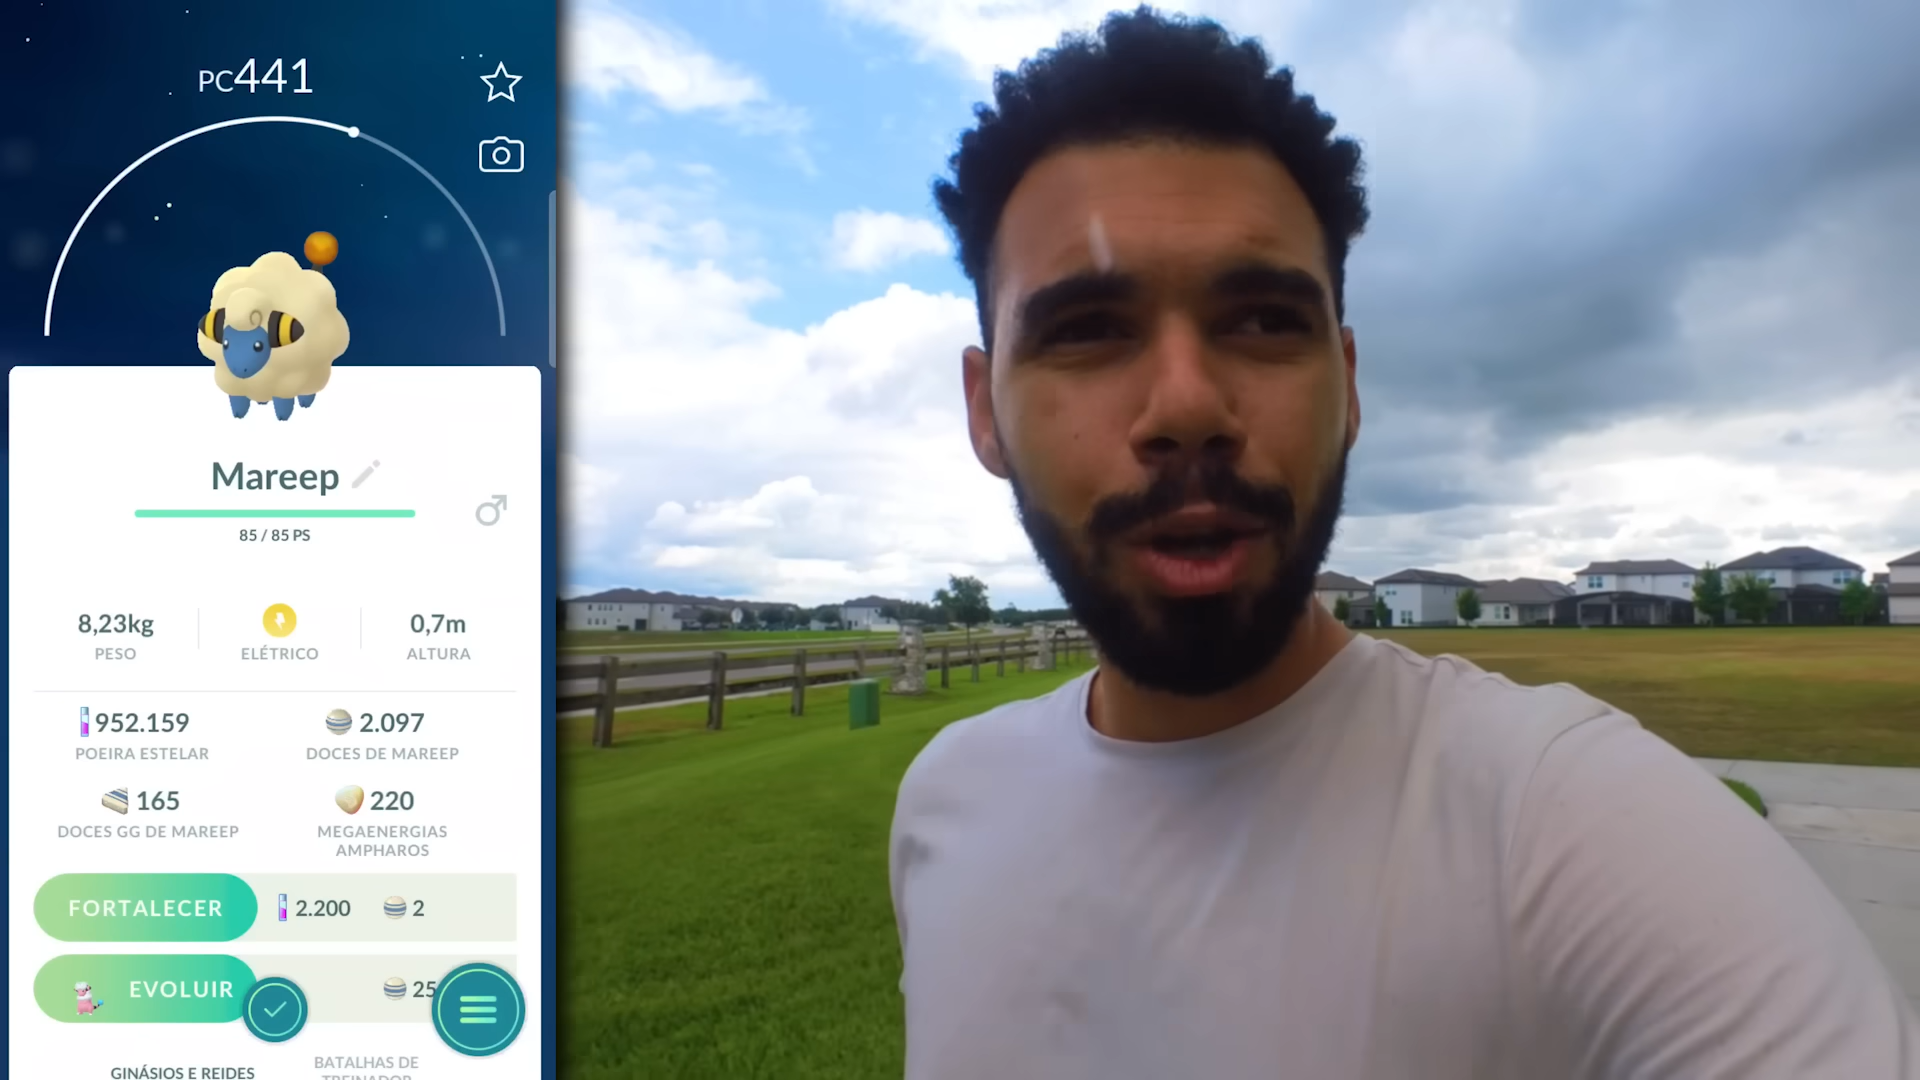 PC441
Mareep
85 / 85 PS
8,23kg
PESO
ELÉTRICO
0,7m
ALTURA
952.159
POEIRA ESTELAR
2.097
DOCES DE MAREEP
165
DOCES GG DE MAREEP
220
MEGAENERGIAS
AMPHAROS
FORTALECER 2.200 2
EVOLUIR 25
GINÁSIOS E REIDES
BATALHAS DE
TREINADOR